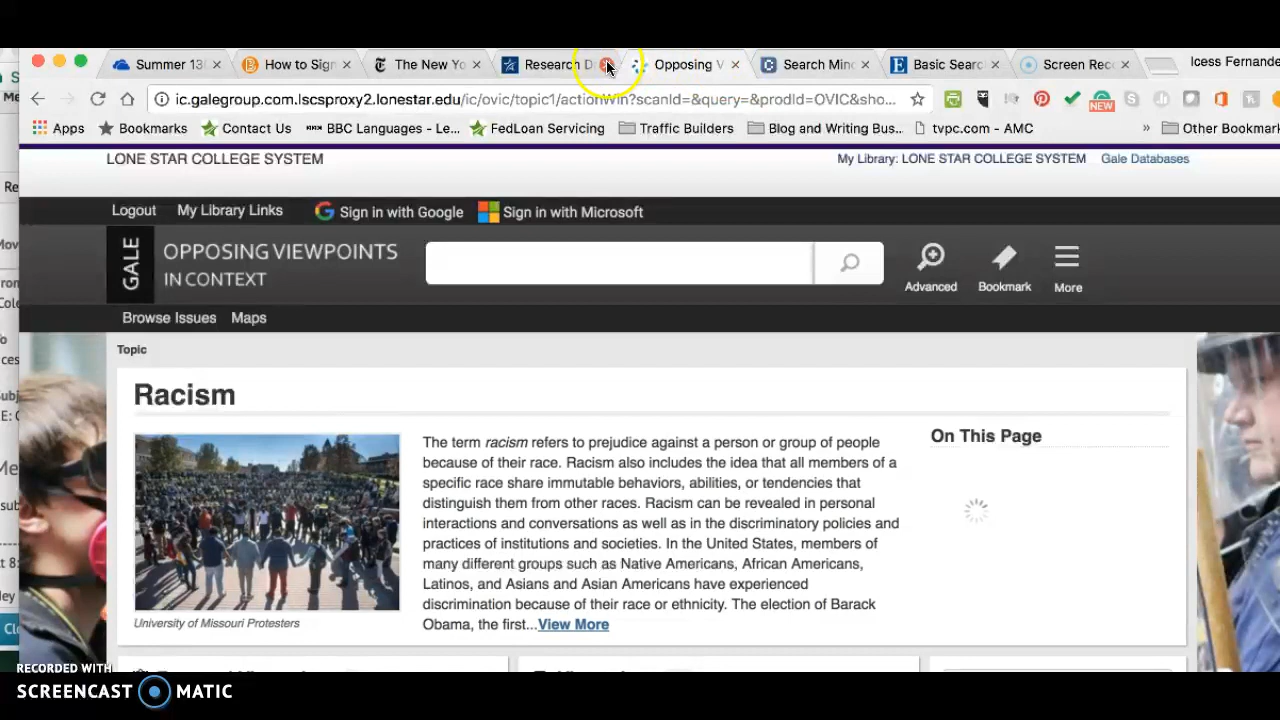 Summer 13
How to Sign
The New Yo
Research D
Opposing V
Search Minc
Basic Searc
Screen Rec
Icess Fernande
ic.galegroup.com.lscsproxy2.lonestar.edu/ic/ovic/topic1/actionWin?scanId=&query=&prodId=OVIC&sho...
NEW
Apps
Bookmarks
Contact Us
BBC Languages - Le...
FedLoan Servicing
Traffic Builders
Blog and Writing Bus...
tvpc.com - AMC
»
Other Bookmark
LONE STAR COLLEGE SYSTEM
My Library: LONE STAR COLLEGE SYSTEM Gale Databases
Logout My Library Links Sign in with Google Sign in with Microsoft
GALE
OPPOSING VIEWPOINTS
IN CONTEXT
Advanced
Bookmark
More
Browse Issues Maps
Topic
Racism
The term racism refers to prejudice against a person or group of people
because of their race. Racism also includes the idea that all members of a
specific race share immutable behaviors, abilities, or tendencies that
distinguish them from other races. Racism can be revealed in personal
interactions and conversations as well as in the discriminatory policies and
practices of institutions and societies. In the United States, members of
many different groups such as Native Americans, African Americans,
Latinos, and Asians and Asian Americans have experienced
discrimination because of their race or ethnicity. The election of Barack
Obama, the first...View More
University of Missouri Protesters
On This Page
RECORDED WITH
SCREENCAST MATIC